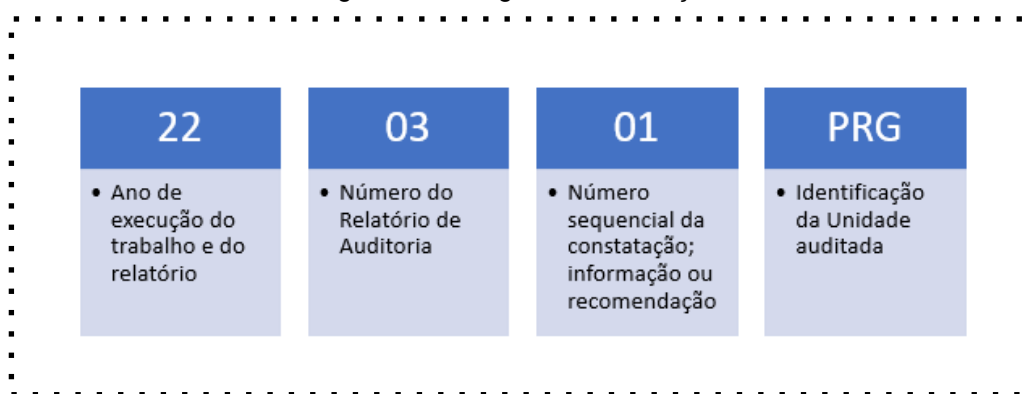 22
• Ano de
execução do
trabalho e do
relatório
03
• Número do
Relatório de
Auditoria
01
• Número
sequencial da
constatação;
informação ou
recomendação
PRG
• Identificação
da Unidade
auditada